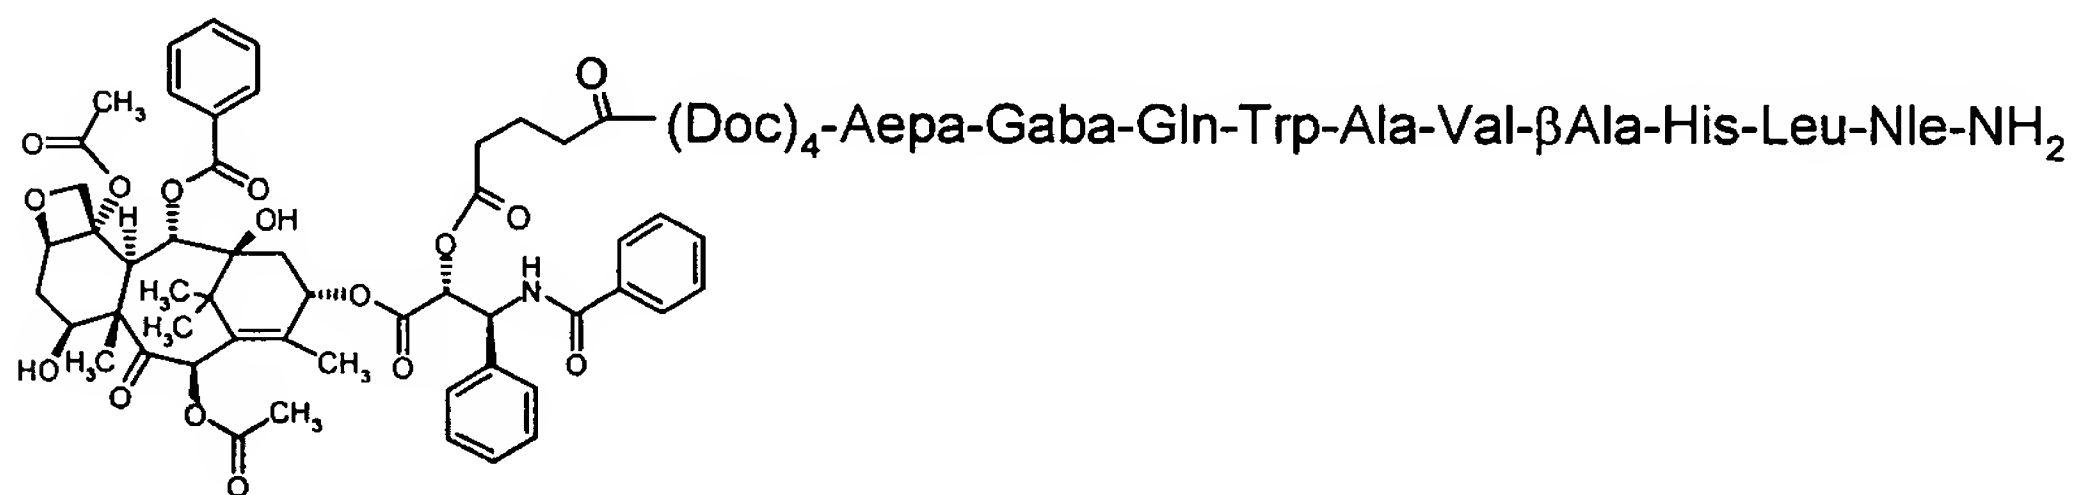 O
(Doc)4-Aepa-Gaba-Gln-Trp-Ala-Val-βAla-His-Leu-Nle-NH2
CH3
O
O
O
O
O
O
H
OH
O
O
H
N
H3C
H3C
O
O
O
HO
H3C
O
CH3
O
CH3
O